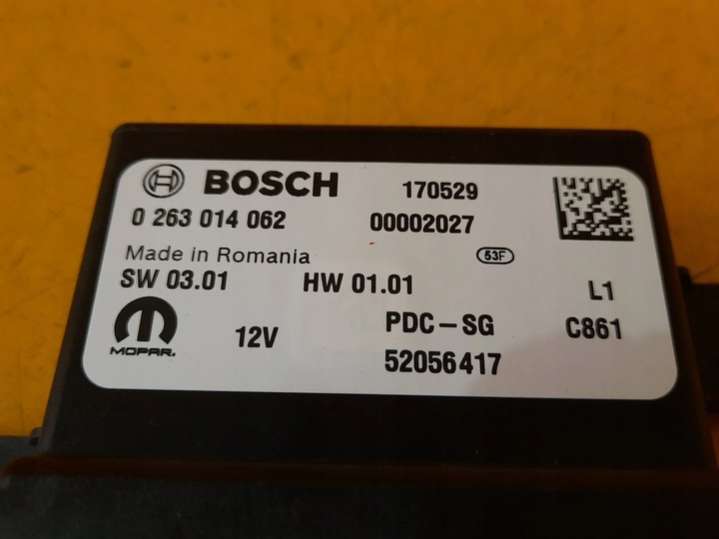 BOSCH 170529
0 263 014 062 00002027
Made in Romania 53F
SW 03.01 HW 01.01 L1
MOPAR. 12V PDC-SG C861
52056417